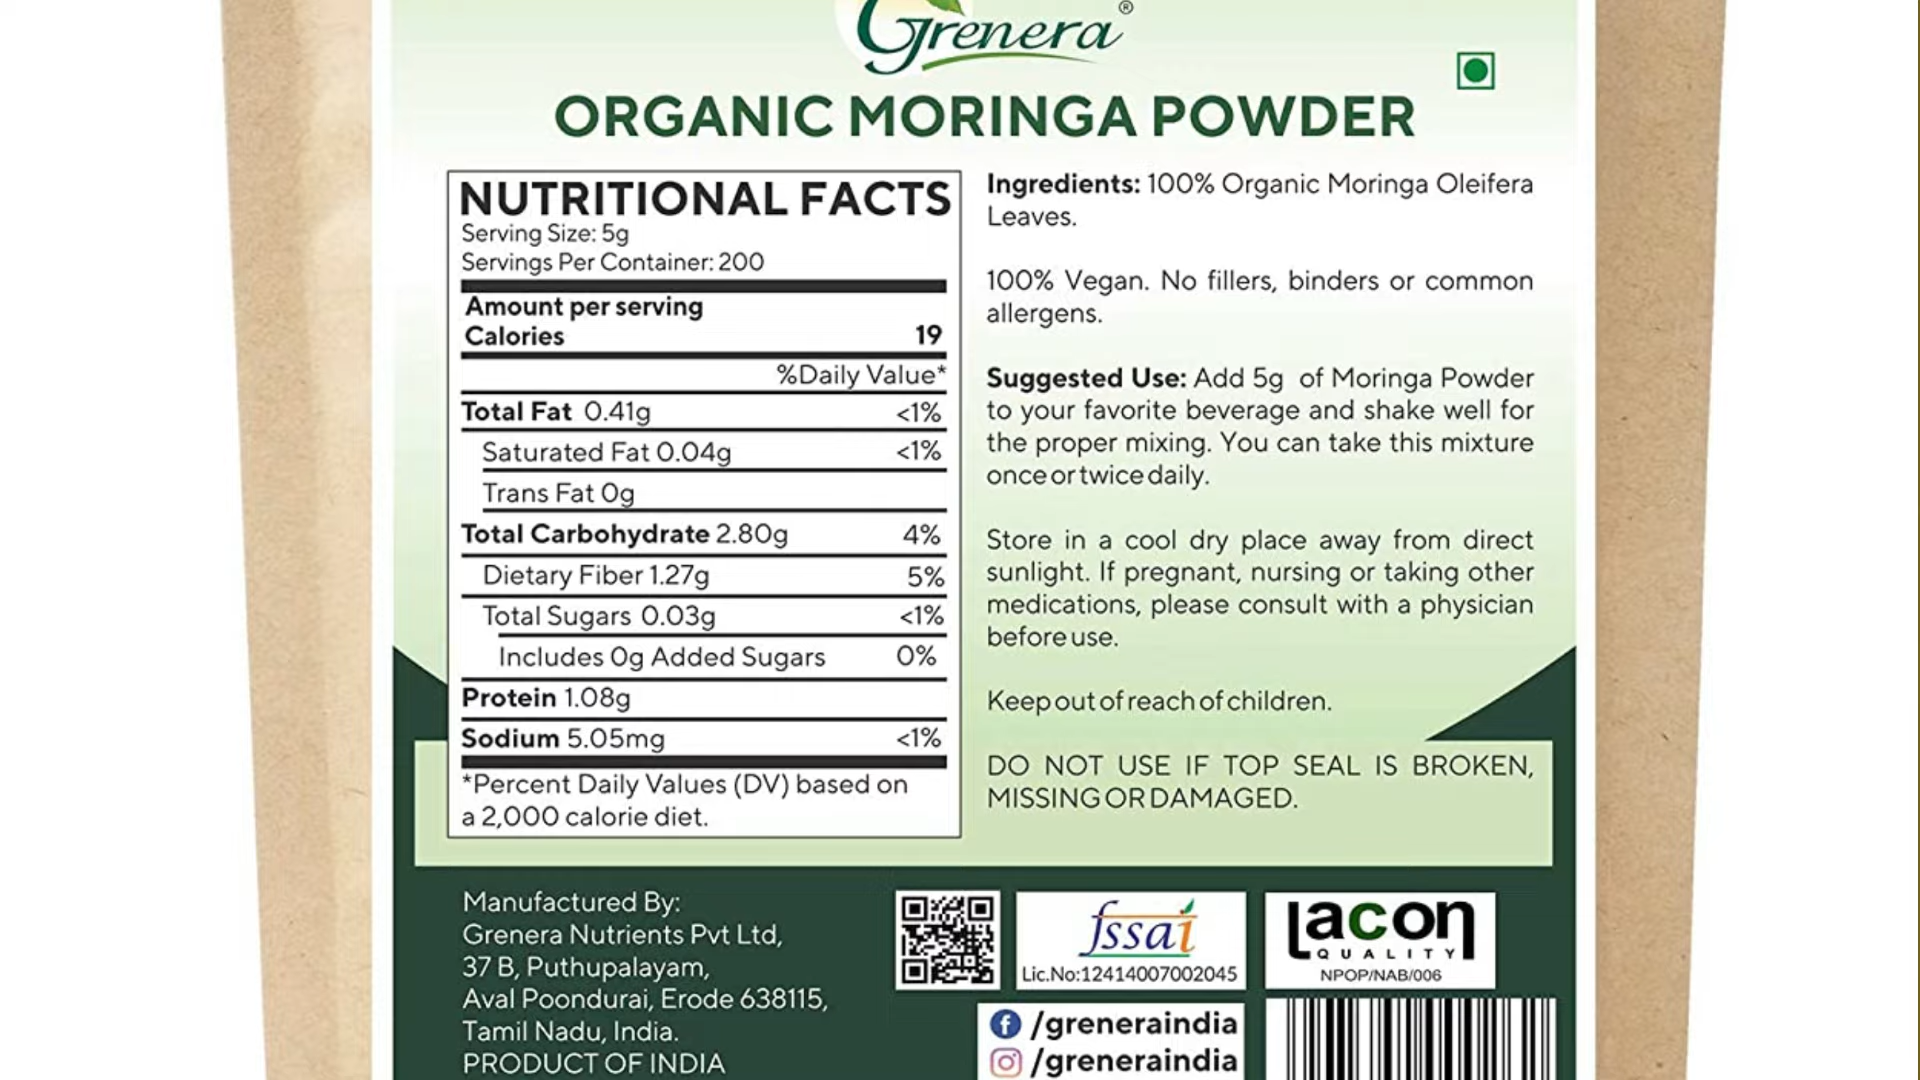 Grenera®
ORGANIC MORINGA POWDER
NUTRITIONAL FACTS
Serving Size: 5g
Servings Per Container: 200
Amount per serving
Calories 19
%Daily Value*
Total Fat 0.41g <1%
Saturated Fat 0.04g <1%
Trans Fat 0g
Total Carbohydrate 2.80g 4%
Dietary Fiber 1.27g 5%
Total Sugars 0.03g <1%
Includes 0g Added Sugars 0%
Protein 1.08g
Sodium 5.05mg <1%
*Percent Daily Values (DV) based on
a 2,000 calorie diet.
Ingredients: 100% Organic Moringa Oleifera
Leaves.
100% Vegan. No fillers, binders or common
allergens.
Suggested Use: Add 5g of Moringa Powder
to your favorite beverage and shake well for
the proper mixing. You can take this mixture
once or twice daily.
Store in a cool dry place away from direct
sunlight. If pregnant, nursing or taking other
medications, please consult with a physician
before use.
Keep out of reach of children.
DO NOT USE IF TOP SEAL IS BROKEN,
MISSING OR DAMAGED.
Manufactured By:
Grenera Nutrients Pvt Ltd,
37 B, Puthupalayam,
Aval Poondurai, Erode 638115,
Tamil Nadu, India.
PRODUCT OF INDIA
fssai
Lic.No:12414007002045
lacon
QUALITY
NPOP/NAB/006
/greneraindia
/greneraindia